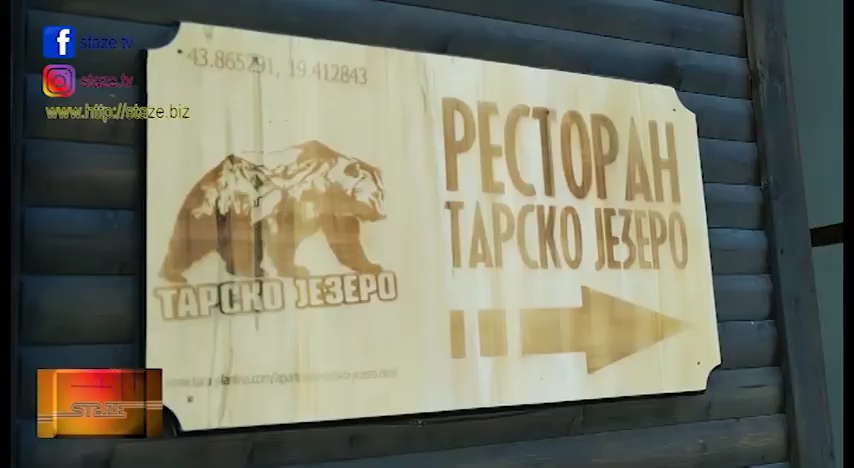 staze tv
staze.tv
www.http://staze.biz
43.865291, 19.412843
РЕСТОРАН
ТАРСКО ЈЕЗЕРО
ТАРСКО ЈЕЗЕРО
STAZE